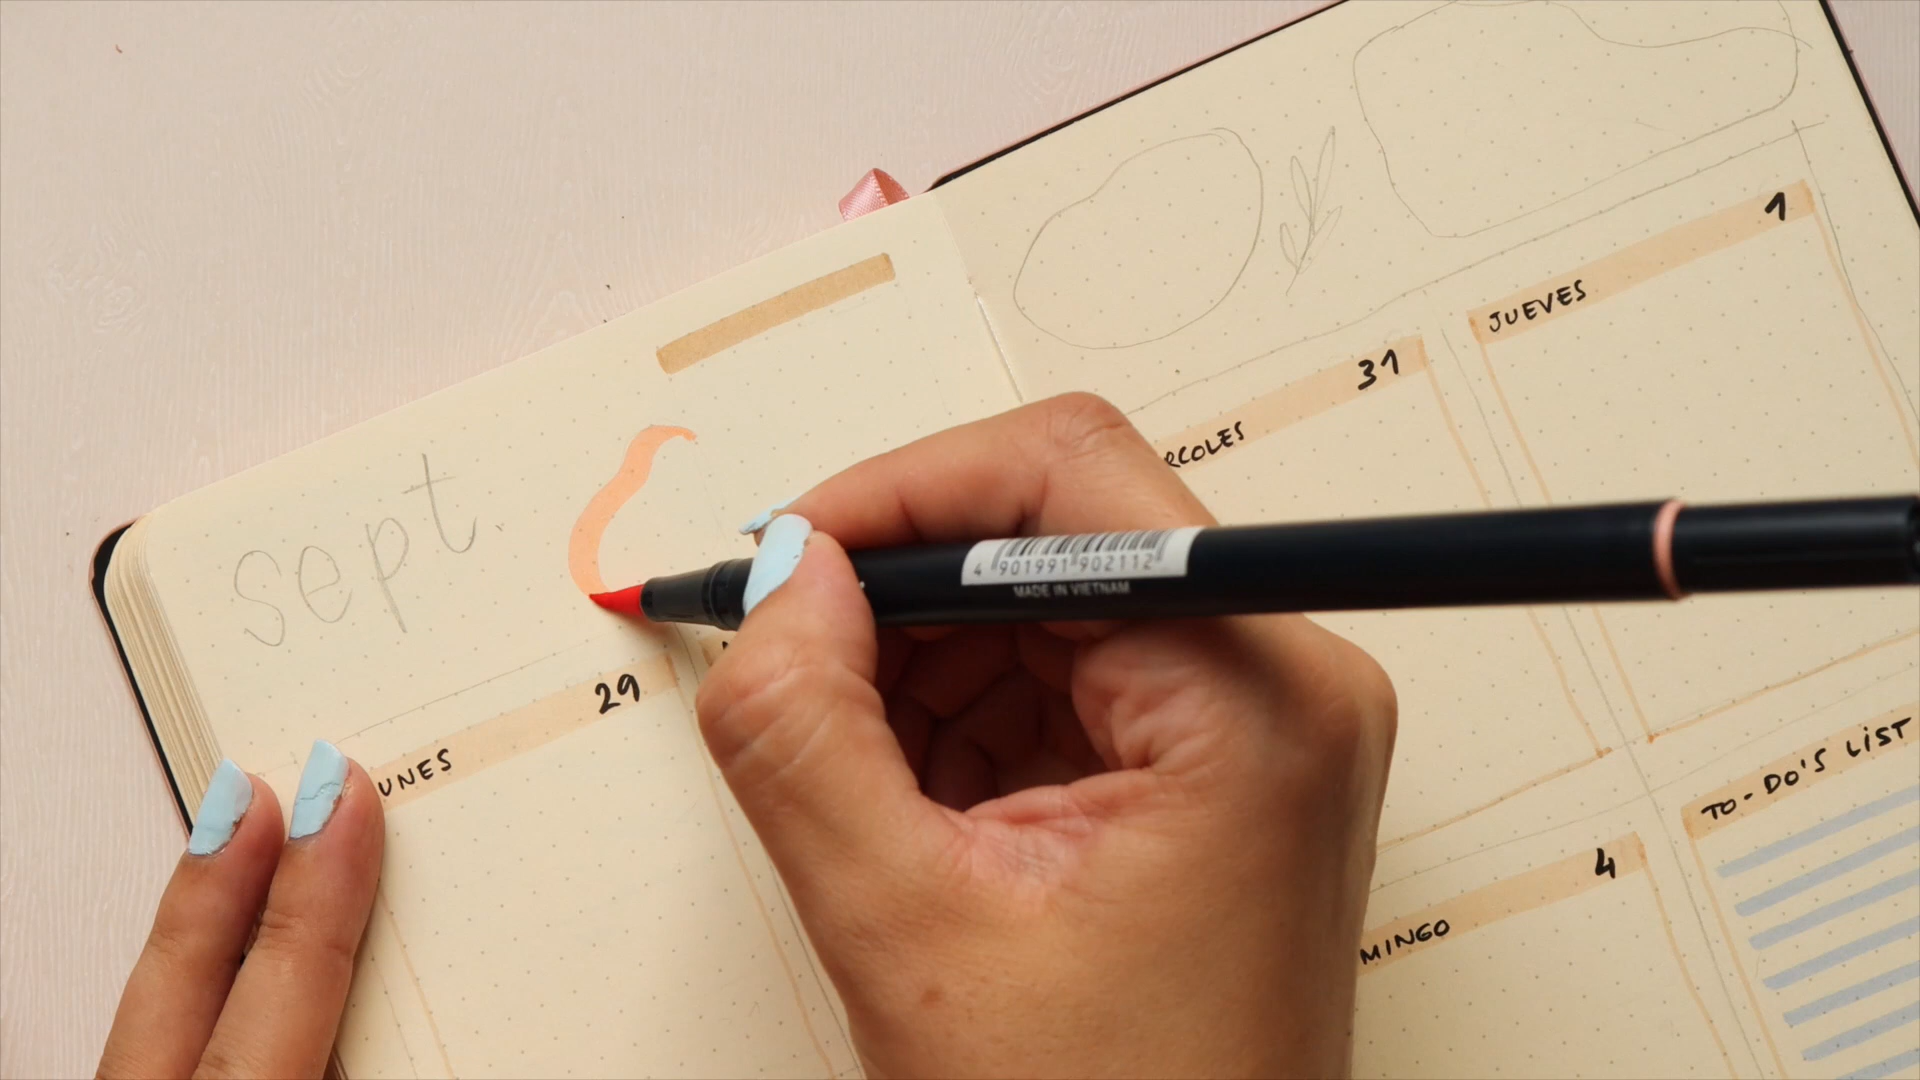 sept.
29
UNES
31
RCOLES
1
JUEVES
4 901991 902112
MADE IN VIETNAM
4
MINGO
TO-DO'S LIST